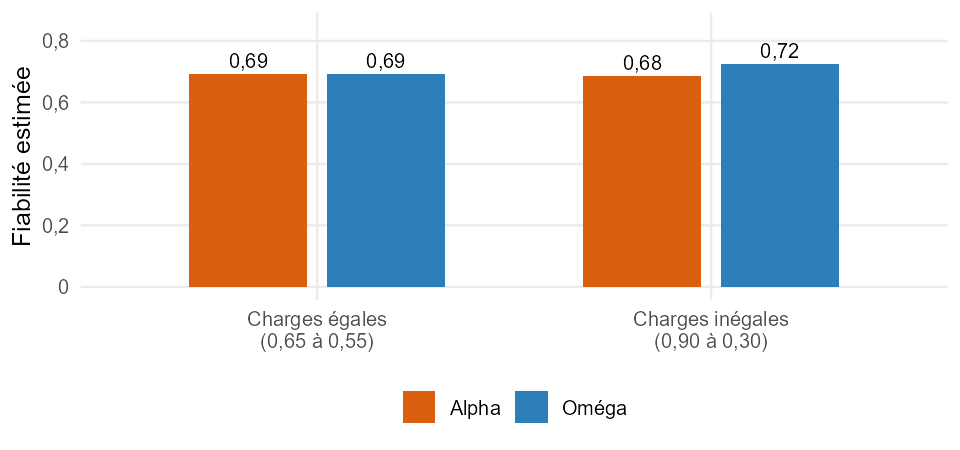 Fiabilité estimée
0,8
0,6
0,4
0,2
0
0,69
0,69
0,68
0,72
Charges égales
(0,65 à 0,55)
Charges inégales
(0,90 à 0,30)
Alpha
Oméga